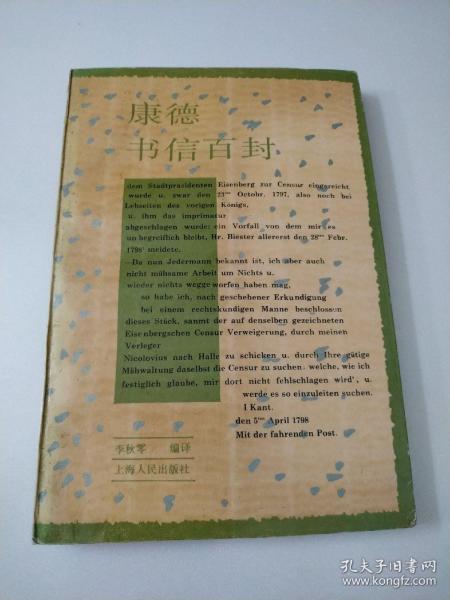 康德
书信百封
dem Stadtpraesidenten Eisenberg zur Censur eingereicht
wurde u. zwar den 23ten Octobr. 1797, also noch bei
Lebzeiten des vorigen Königs,
u. ihm das imprimatur
abgeschlagen wurde: ein Vorfall von dem mir es
unbegreiflich bleibt, Hr. Biester allererst den 28ten Febr.
1798 meldete.
—Da nun Jedermann bekannt ist, ich aber auch
nicht mühsame Arbeit um Nichts u.
wieder nichts weggeworfen haben mag,
so habe ich, nach geschehener Erkundigung
bei einem rechtskundigen Manne beschlossen
dieses Stück, sammt der auf denselben gezeichneten
Eisenbergschen Censur Verweigerung, durch meinen
Verleger
Nicolovius nach Halle zu schicken u. durch Ihre gütige
Mühwaltung daselbst die Censur zu suchen: welche, wie ich
festiglich glaube, mir dort nicht fehlschlagen wird', u.
werde es so einzuleiten suchen.
I Kant.
den 5ten April 1798
Mit der fahrenden Post.
李秋零 编译
上海人民出版社
孔夫子旧书网
www.kongfz.com